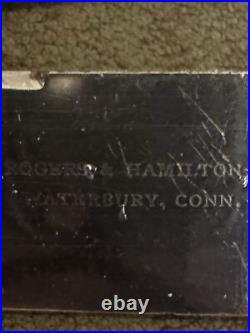 ROGERS & HAMILTON
WATERBURY, CONN.